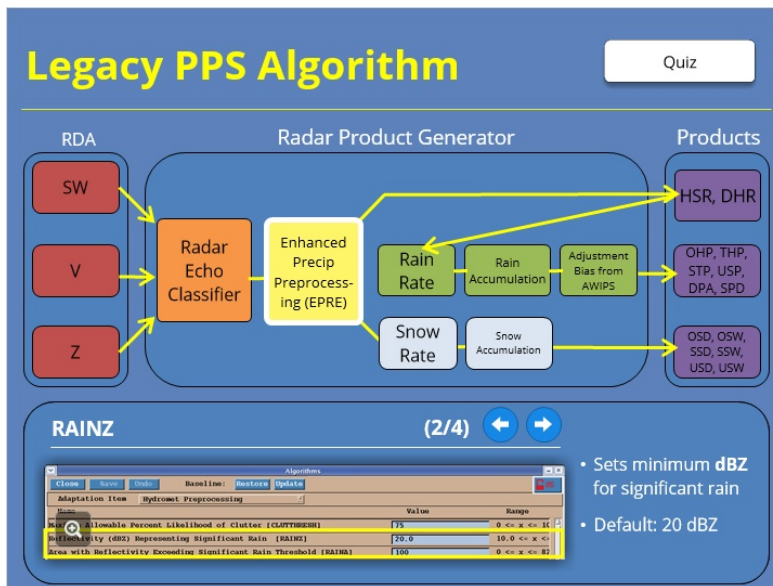 Legacy PPS Algorithm
Quiz
RDA
Radar Product Generator
Products
SW
V
Z
Radar
Echo
Classifier
Enhanced
Precip
Preprocess-
ing (EPRE)
Rain
Rate
Rain
Accumulation
Adjustment
Bias from
AWIPS
Snow
Rate
Snow
Accumulation
HSR, DHR
OHP, THP,
STP, USP,
DPA, SPD
OSD, OSW,
SSD, SSW,
USD, USW
RAINZ
(2/4)
Algorithms
Close Save Undo Baseline: Restore Update
Adaptation Item Hydromet Preprocessing
Name Value Range
Allowable Percent Likelihood of Clutter [CLUTTHRESH] 75 0 <= x <= 10
Reflectivity (dBZ) Representing Significant Rain [RAINZ] 20.0 10.0 <= x <=
Area with Reflectivity Exceeding Significant Rain Threshold [RAINA] 100 0 <= x <= 82
• Sets minimum dBZ
for significant rain
• Default: 20 dBZ